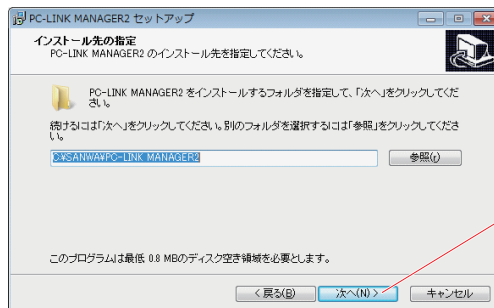 PC-LINK MANAGER2 セットアップ
インストール先の指定
PC-LINK MANAGER2 のインストール先を指定してください。
PC-LINK MANAGER2 をインストールするフォルダを指定して、「次へ」をクリックしてくだ
さい。
続けるには「次へ」をクリックしてください。別のフォルダを選択するには「参照」をクリックしてくださ
い。
C:¥SANWA¥PC-LINK MANAGER2
参照(r)
このプログラムは最低 0.8 MBのディスク空き領域を必要とします。
< 戻る(B)
次へ(N) >
キャンセル